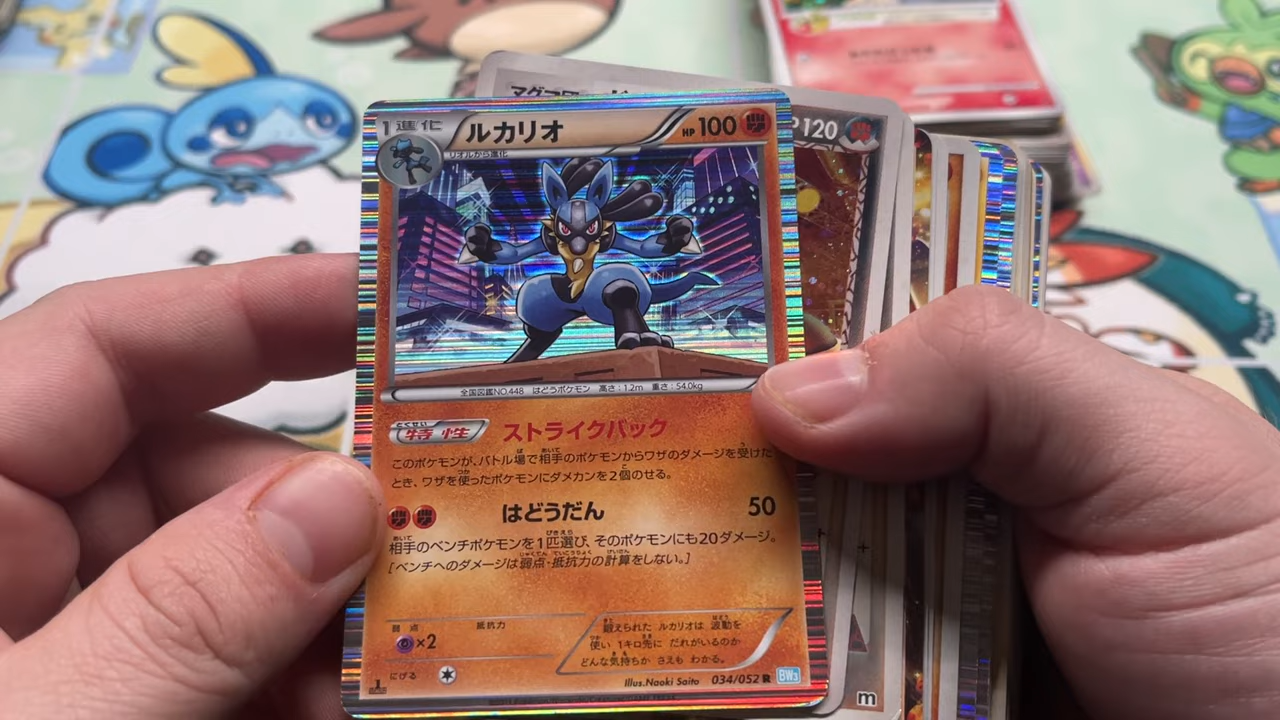 1進化
ルカリオ
HP 100
リオルから進化
全国図鑑NO.448 はどうポケモン 高さ:1.2m 重さ:54.0kg
とくせい
特性 ストライクバック
このポケモンが、バトル場で相手のポケモンからワザのダメージを受けた
とき、ワザを使ったポケモンにダメカンを2個のせる。
はどうだん 50
相手のベンチポケモンを1匹選び、そのポケモンにも20ダメージ。
[ベンチへのダメージは弱点・抵抗力の計算をしない。]
弱点 抵抗力
×2
にげる
鍛えられた ルカリオは 波動を
使い 1キロ先に だれがいるのか
どんな気持ちか さえも わかる。
Illus.Naoki Saito 034/052 R BW3
マグマ
120
m